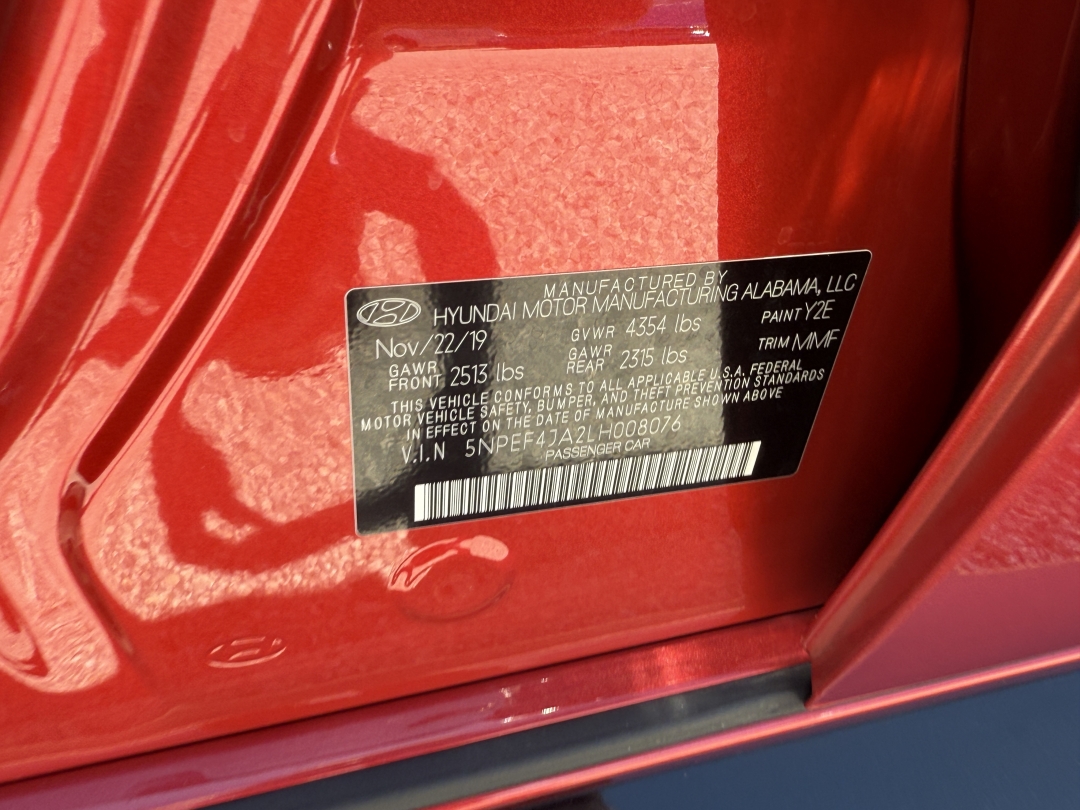 MANUFACTURED BY
HYUNDAI MOTOR MANUFACTURING ALABAMA, LLC
Nov/22/19 GVWR 4354 lbs PAINT Y2E
GAWR FRONT 2513 lbs GAWR REAR 2315 lbs TRIM MMF
THIS VEHICLE CONFORMS TO ALL APPLICABLE U.S.A. FEDERAL
MOTOR VEHICLE SAFETY, BUMPER, AND THEFT PREVENTION STANDARDS
IN EFFECT ON THE DATE OF MANUFACTURE SHOWN ABOVE
V.I.N 5NPEF4JA2LH008076
PASSENGER CAR